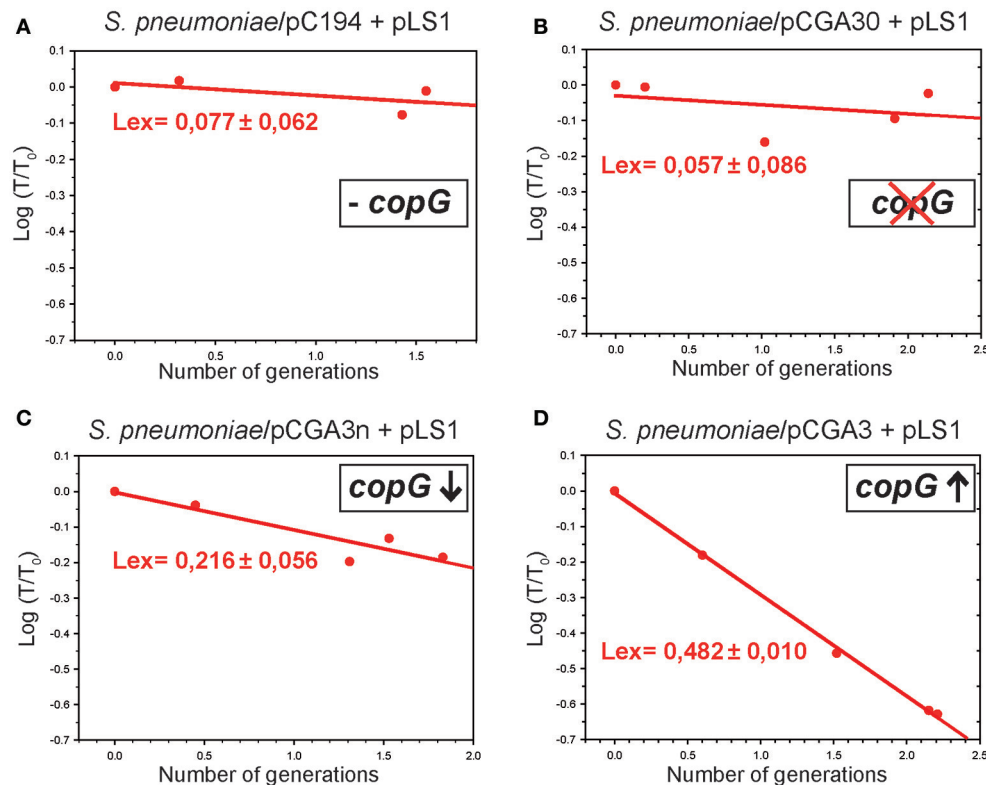 A
S. pneumoniae/pC194 + pLS1
0.1
0.0
-0.1
-0.2
-0.3
-0.4
-0.5
-0.6
-0.7
Log (T/T0)
Lex= 0,077 ± 0,062
- copG
0.0 0.5 1.0 1.5
Number of generations
B
S. pneumoniae/pCGA30 + pLS1
0.1
0.0
-0.1
-0.2
-0.3
-0.4
-0.5
-0.6
-0.7
Log (T/T0)
Lex= 0,057 ± 0,086
copG
0.0 0.5 1.0 1.5 2.0 2.5
Number of generations
C
S. pneumoniae/pCGA3n + pLS1
0.1
0.0
-0.1
-0.2
-0.3
-0.4
-0.5
-0.6
-0.7
Log (T/T0)
copG ↓
Lex= 0,216 ± 0,056
0.0 0.5 1.0 1.5 2.0
Number of generations
D
S. pneumoniae/pCGA3 + pLS1
0.1
0.0
-0.1
-0.2
-0.3
-0.4
-0.5
-0.6
-0.7
Log (T/T0)
copG ↑
Lex= 0,482 ± 0,010
0.0 0.5 1.0 1.5 2.0 2.5
Number of generations